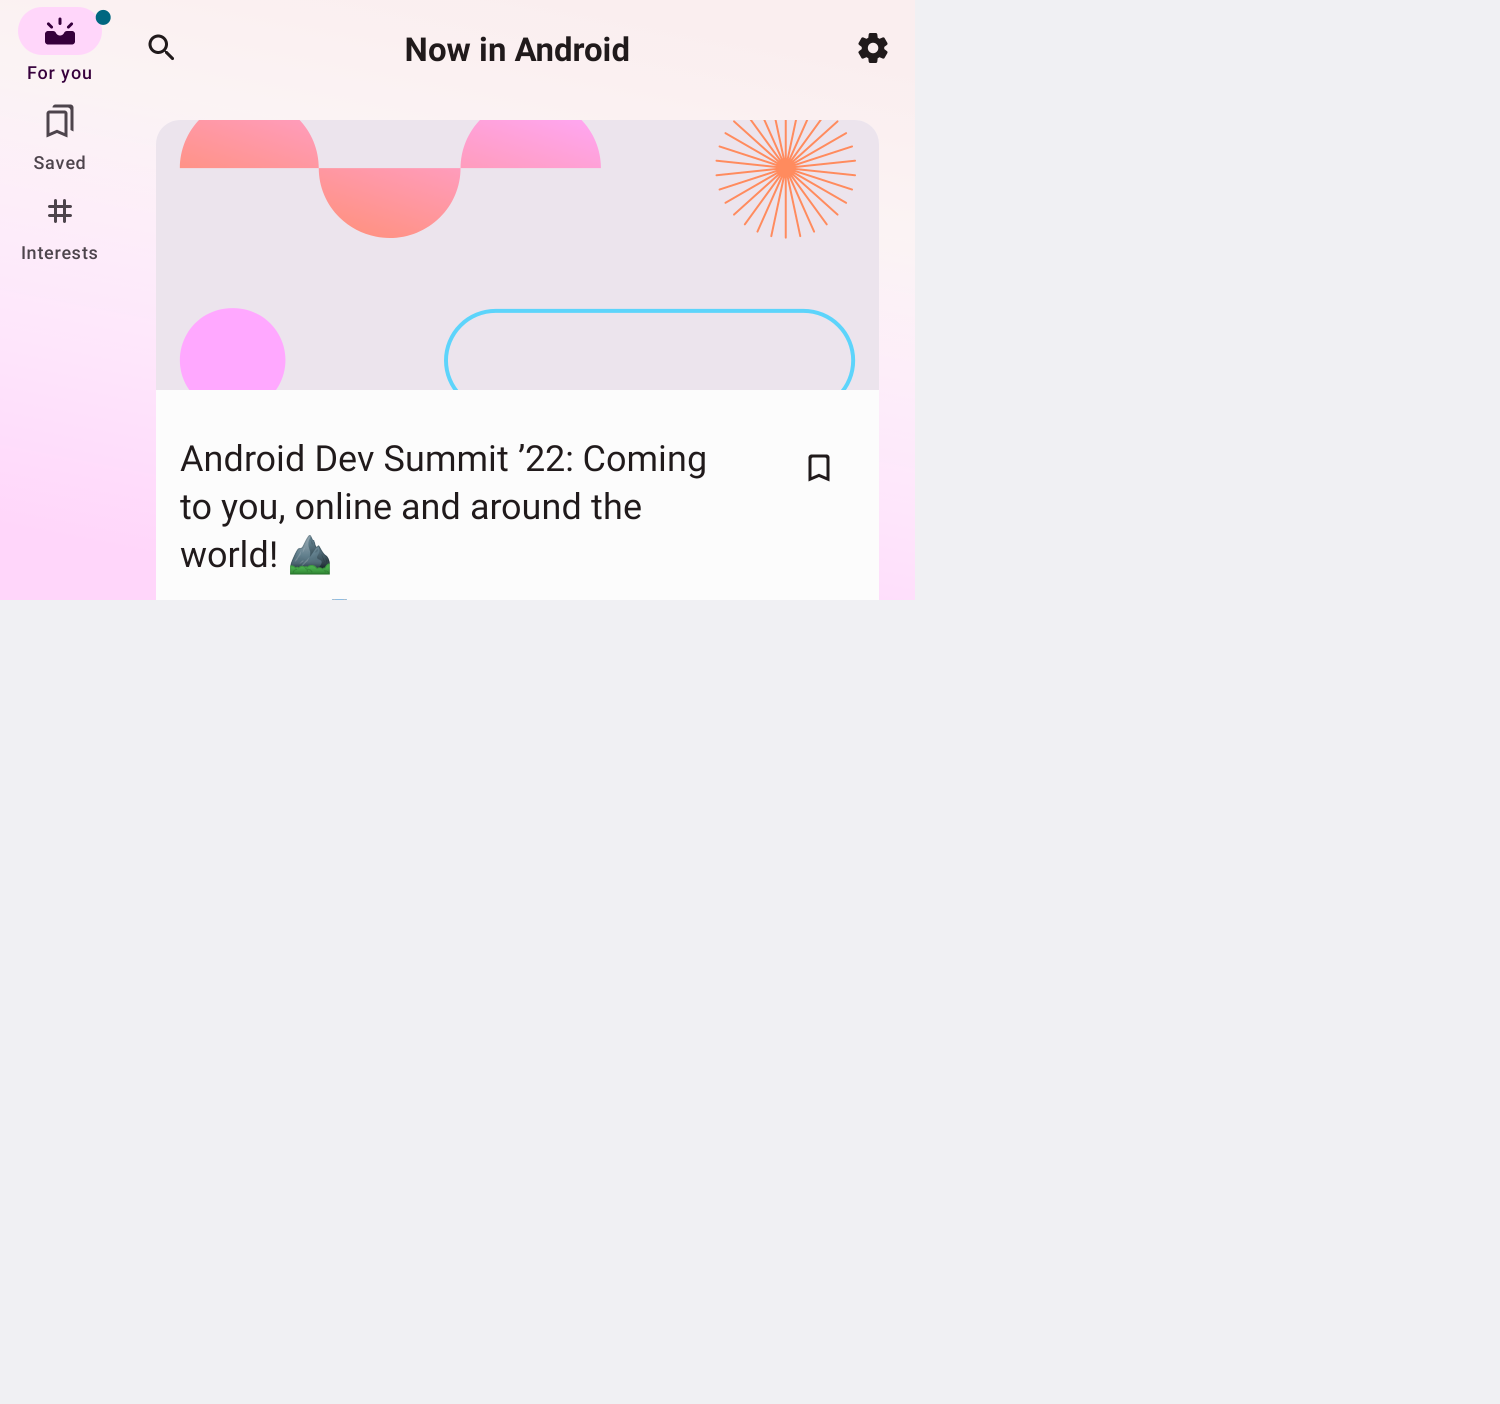 Now in Android
For you
Saved
Interests
Android Dev Summit ’22: Coming
to you, online and around the
world! ⛰️